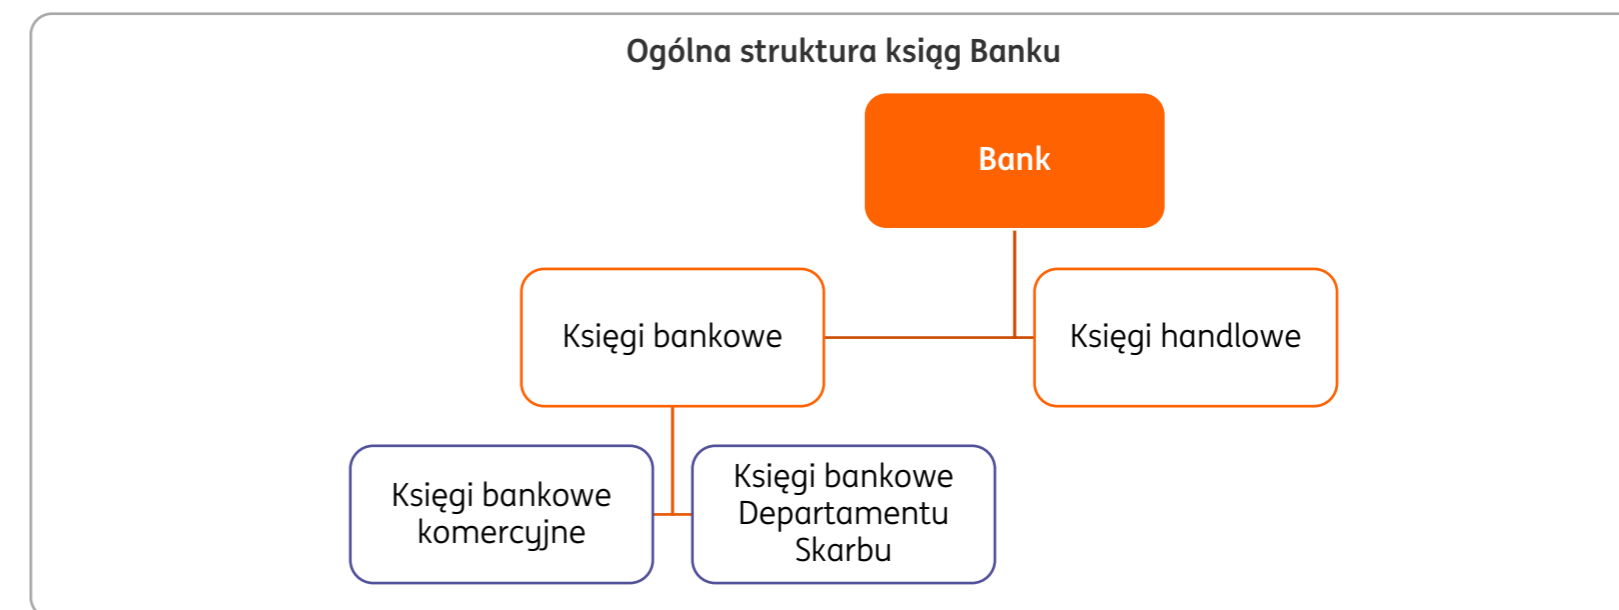 Ogólna struktura ksiąg Banku
Bank
Księgi bankowe
Księgi handlowe
Księgi bankowe
komercyjne
Księgi bankowe
Departamentu
Skarbu